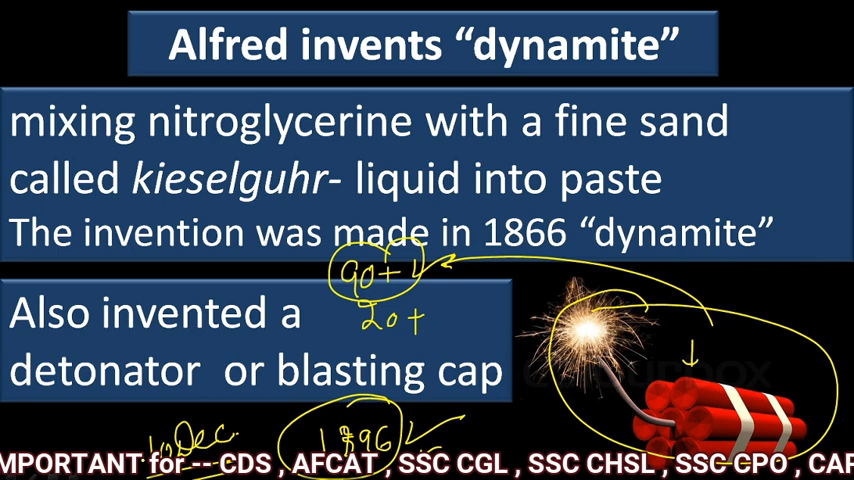 Alfred invents “dynamite”
mixing nitroglycerine with a fine sand
called kieselguhr- liquid into paste
The invention was made in 1866 “dynamite”
90+
20+
Also invented a
detonator or blasting cap
10 Dec. 1896
IMPORTANT for -- CDS , AFCAT , SSC CGL , SSC CHSL , SSC CPO , CAP